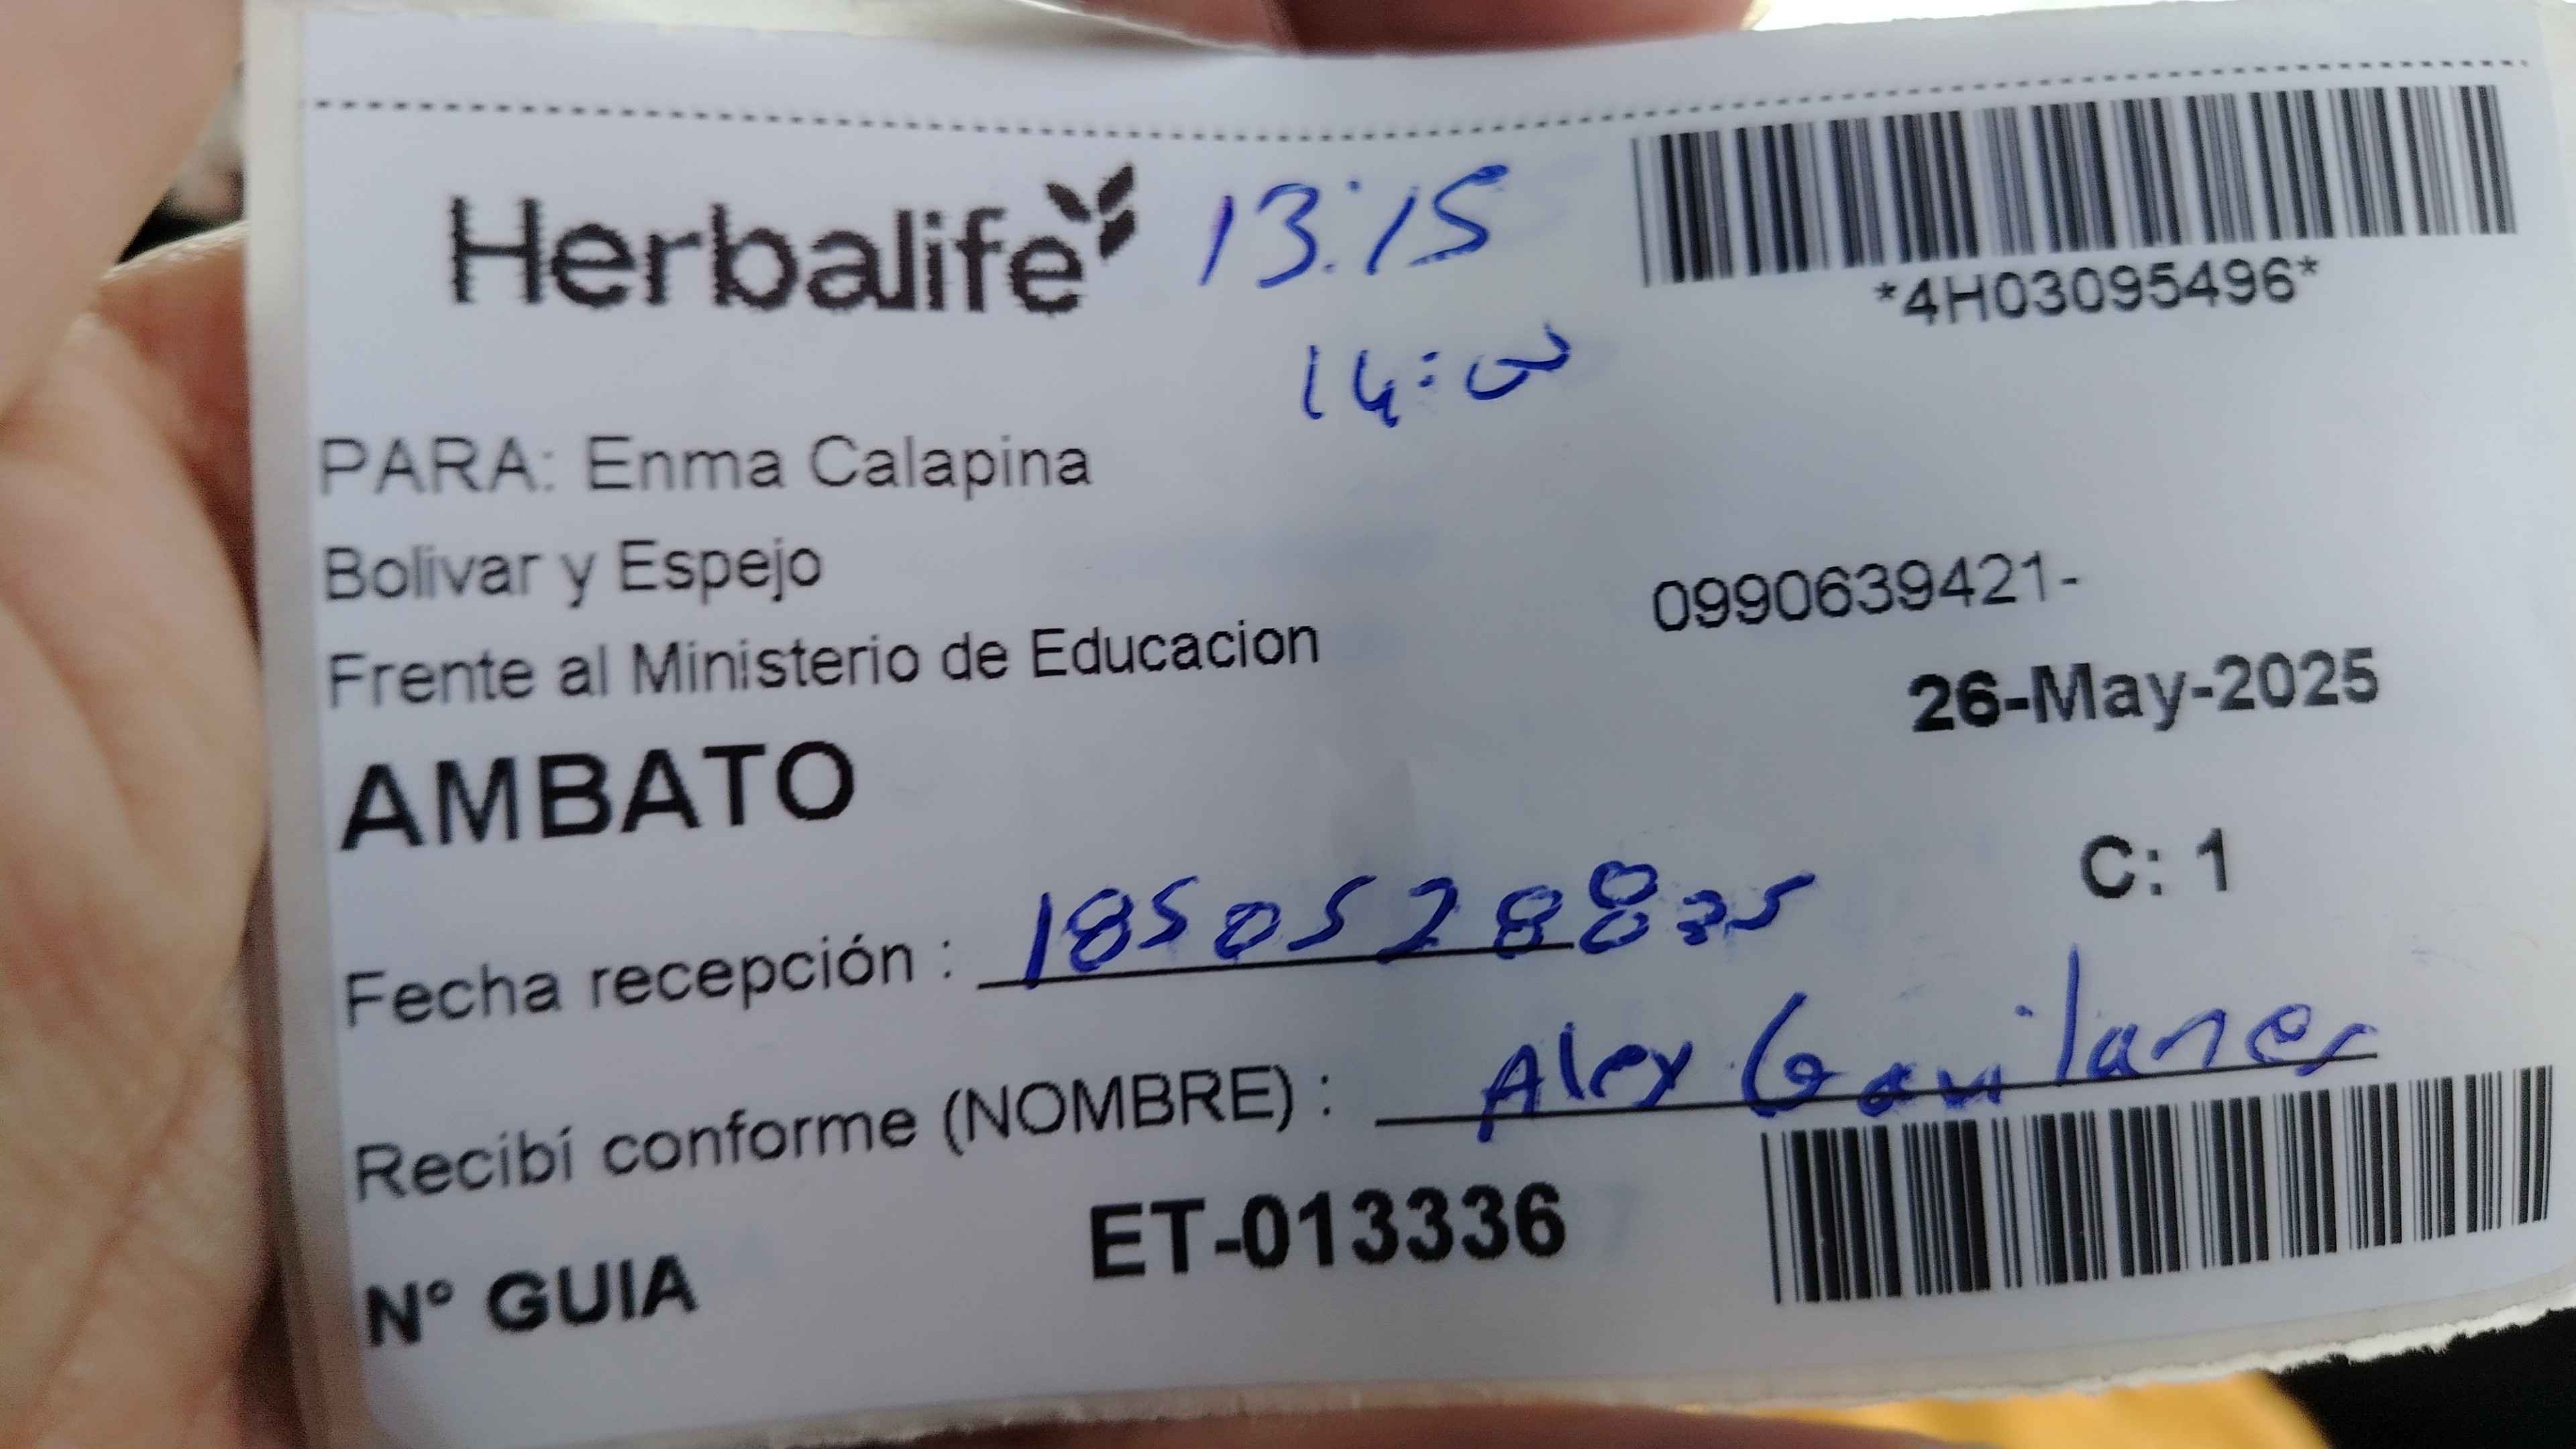 Herbalife
13:15
*4H03095496*
14:00
PARA: Enma Calapina
Bolivar y Espejo
0990639421-
Frente al Ministerio de Educacion
26-May-2025
AMBATO
C: 1
Fecha recepción : 1850528835
Recibí conforme (NOMBRE) : Alex Gavilanes
N° GUIA ET-013336